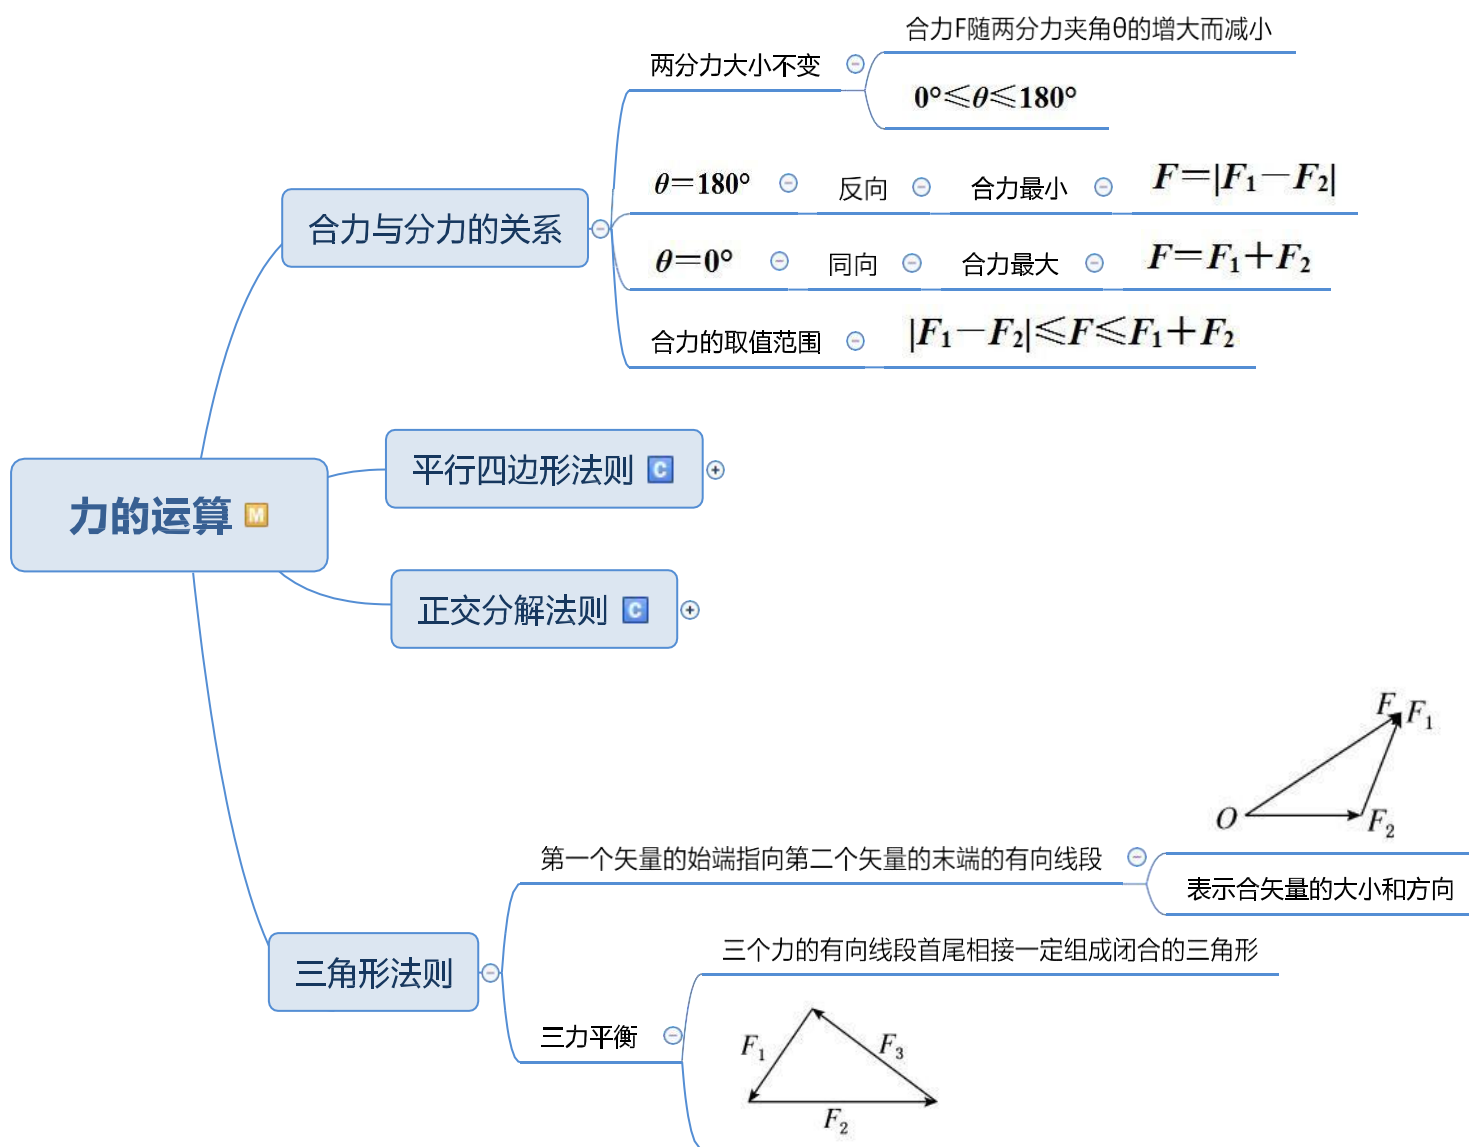 合力F随两分力夹角θ的增大而减小
两分力大小不变
0°≤θ≤180°
θ=180° 反向 合力最小 F=|F₁-F₂|
合力与分力的关系
θ=0° 同向 合力最大 F=F₁+F₂
合力的取值范围 |F₁-F₂|≤F≤F₁+F₂
平行四边形法则 C
力的运算 M
正交分解法则 C
F F₁
O F₂
第一个矢量的始端指向第二个矢量的末端的有向线段
表示合矢量的大小和方向
三个力的有向线段首尾相接一定组成闭合的三角形
三角形法则
三力平衡
F₁ F₃
F₂